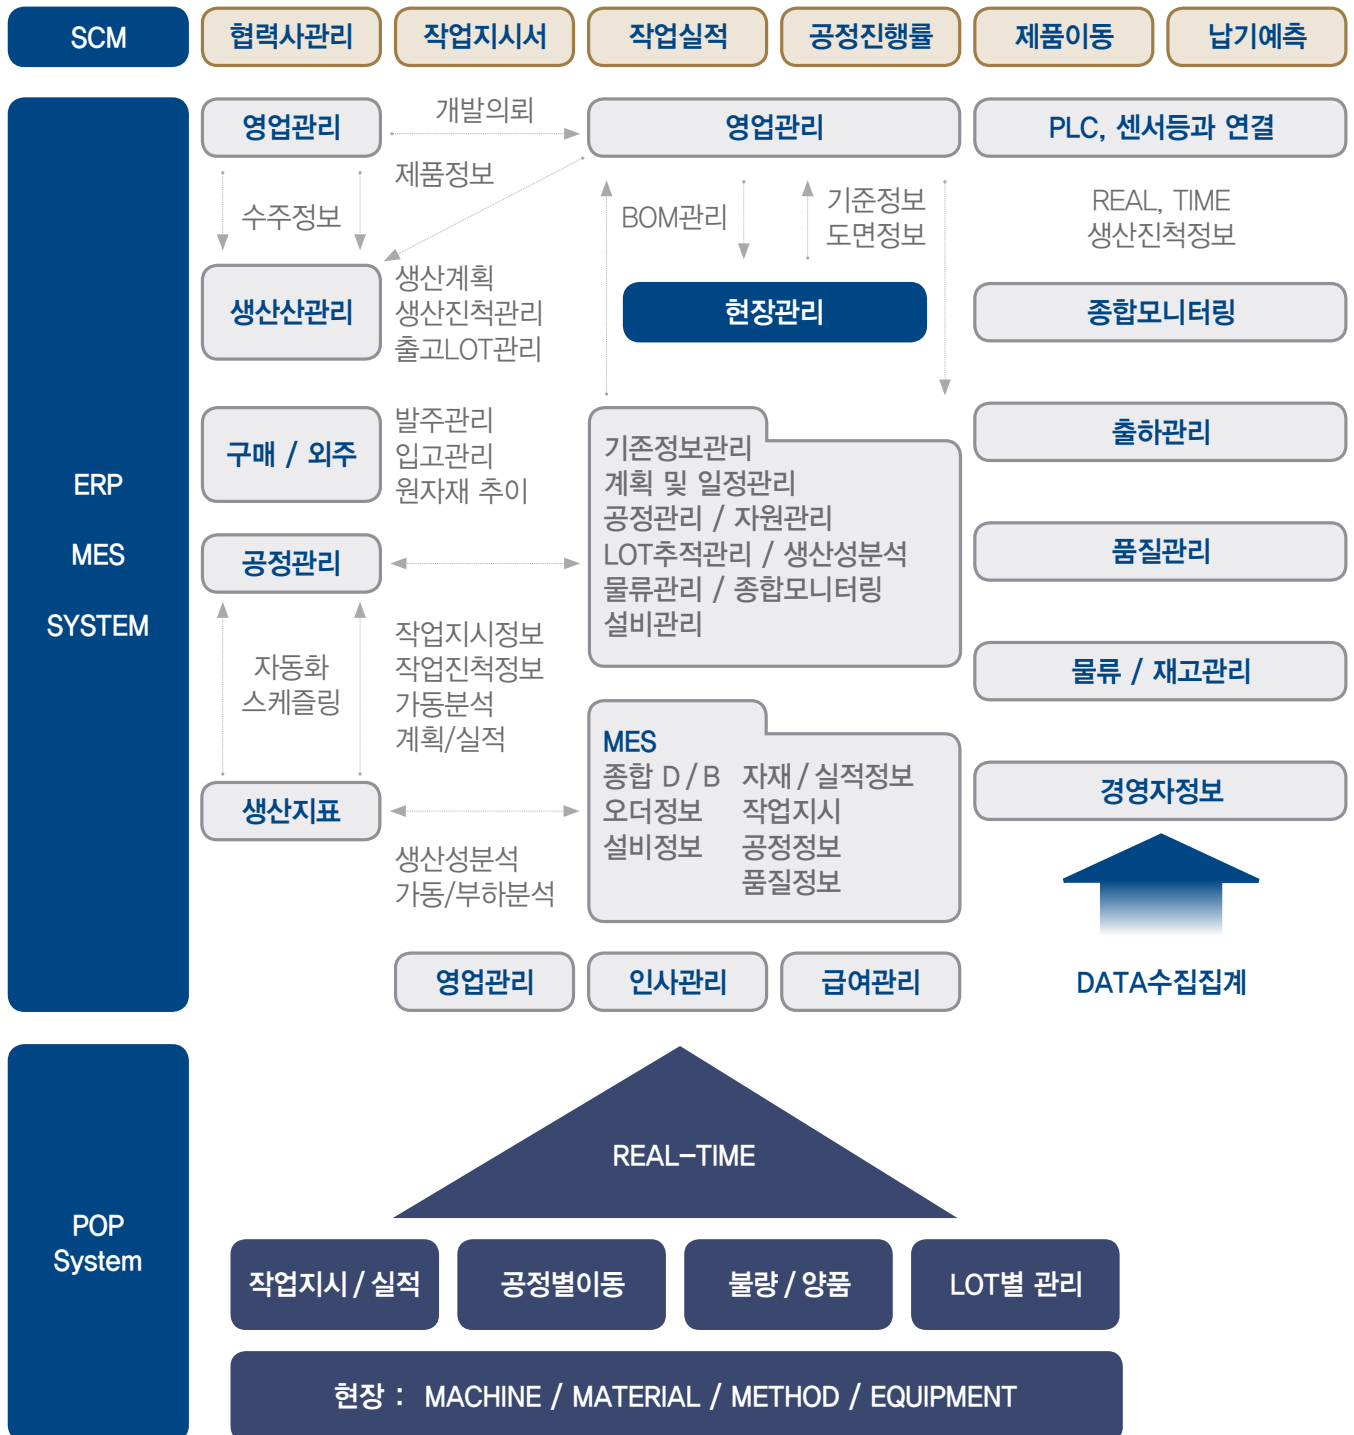 SCM
협력사관리
작업지시서
작업실적
공정진행률
제품이동
납기예측
ERP
MES
SYSTEM
영업관리
개발의뢰
영업관리
PLC, 센서등과 연결
제품정보
수주정보
BOM관리
기준정보
도면정보
REAL, TIME
생산진척정보
생산산관리
생산계획
생산진척관리
출고LOT관리
현장관리
종합모니터링
구매 / 외주
발주관리
입고관리
원자재 추이
기존정보관리
계획 및 일정관리
공정관리 / 자원관리
LOT추적관리 / 생산성분석
물류관리 / 종합모니터링
설비관리
출하관리
공정관리
품질관리
자동화
스케즐링
작업지시정보
작업진척정보
가동분석
계획/실적
물류 / 재고관리
생산지표
MES
종합 D / B
오더정보
설비정보
자재 / 실적정보
작업지시
공정정보
품질정보
경영자정보
생산성분석
가동/부하분석
영업관리
인사관리
급여관리
DATA수집집계
POP
System
REAL-TIME
작업지시 / 실적
공정별이동
불량 / 양품
LOT별 관리
현장 : MACHINE / MATERIAL / METHOD / EQUIPMENT